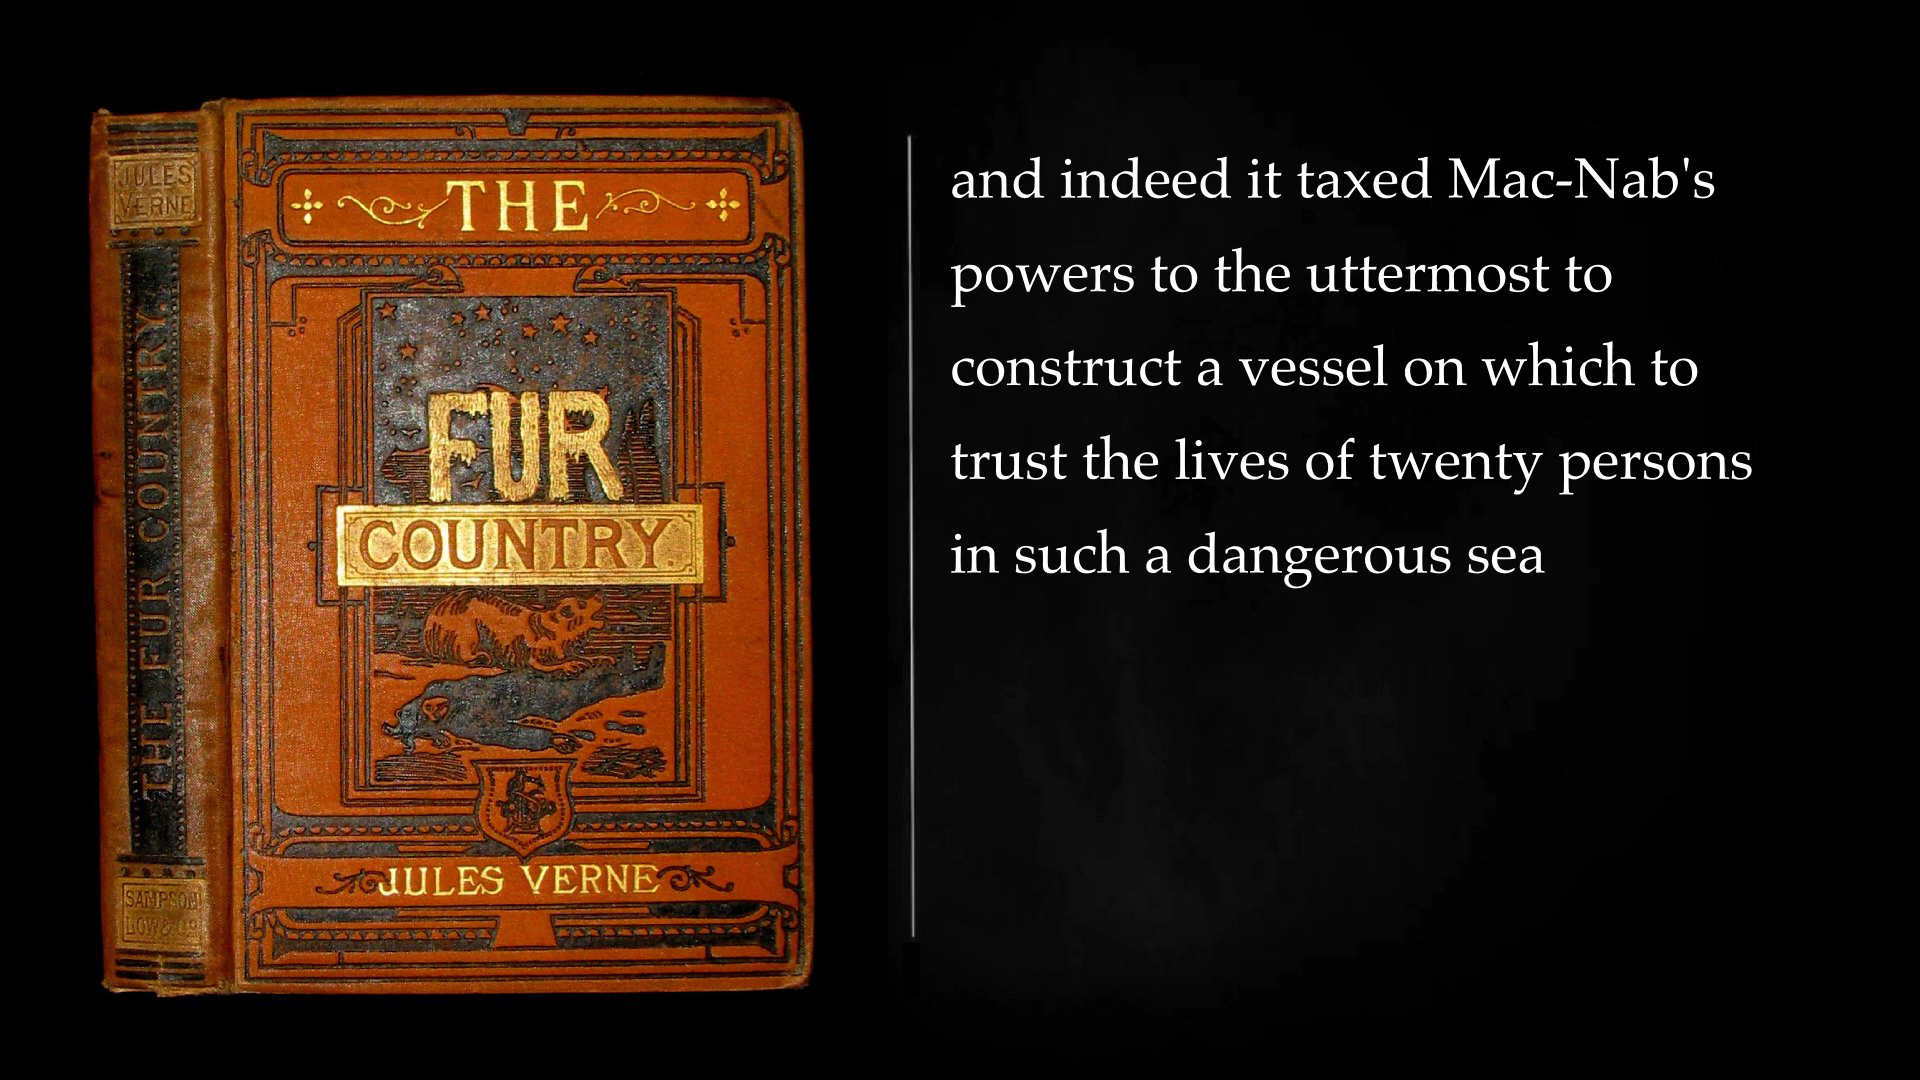 JULES
VERNE
THE FUR COUNTRY.
SAMPSON
LOW & Co
THE
FUR
COUNTRY.
JULES VERNE
and indeed it taxed Mac-Nab's
powers to the uttermost to
construct a vessel on which to
trust the lives of twenty persons
in such a dangerous sea